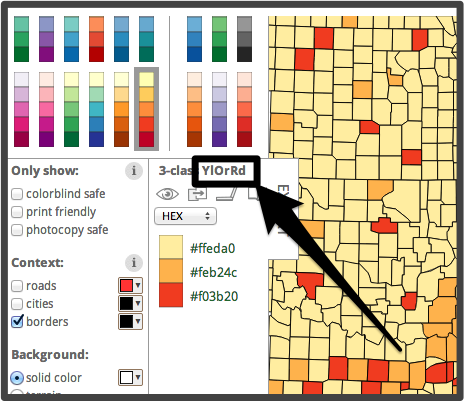 3-clas YlOrRd
Only show:
i
colorblind safe
print friendly
photocopy safe
HEX
#ffeda0
#feb24c
#f03b20
Context:
i
roads
cities
borders
Background:
solid color